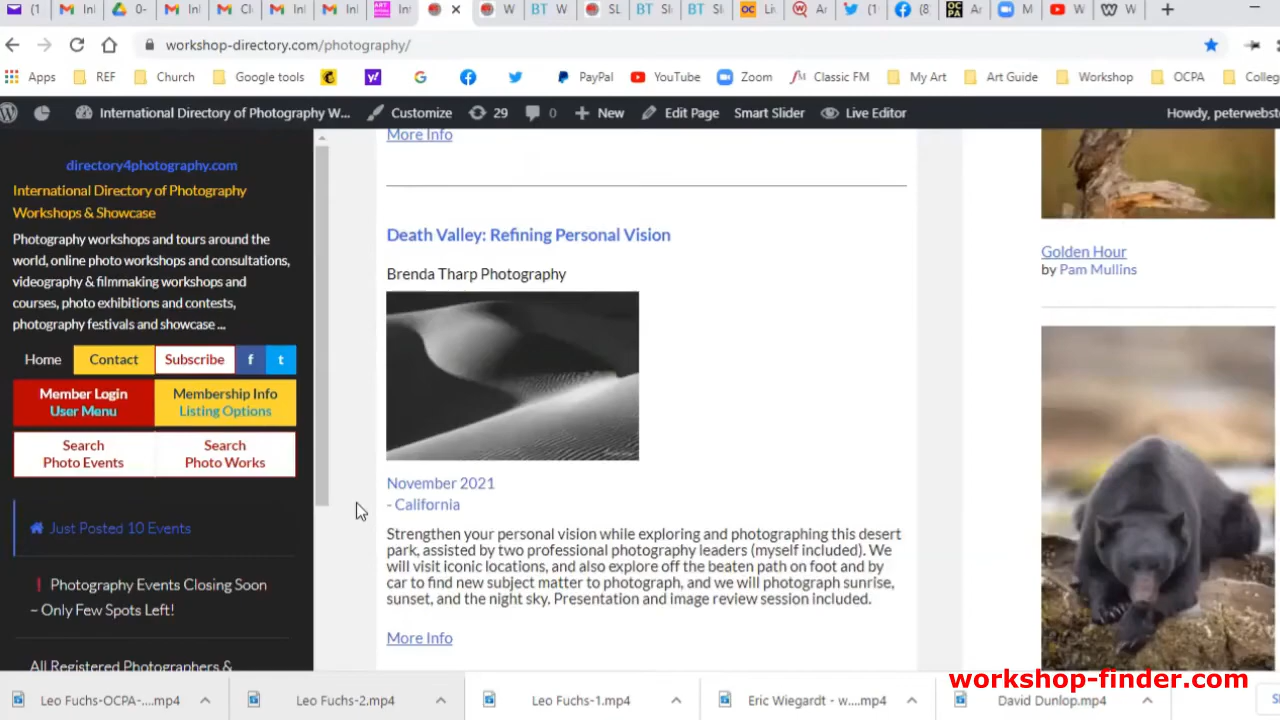 workshop-directory.com/photography/
Apps REF Church Google tools PayPal YouTube Zoom Classic FM My Art Art Guide Workshop OCPA
International Directory of Photography W... Customize 29 0 New Edit Page Smart Slider Live Editor Howdy,
directory4photography.com
International Directory of Photography
Workshops & Showcase
Photography workshops and tours around the
world, online photo workshops and consultations,
videography & filmmaking workshops and
courses, photo exhibitions and contests,
photography festivals and showcase ...
Home Contact Subscribe f t
Member Login
User Menu
Membership Info
Listing Options
Search
Photo Events
Search
Photo Works
Just Posted 10 Events
Photography Events Closing Soon
– Only Few Spots Left!
All Registered Photographers &
More Info
Death Valley: Refining Personal Vision
Brenda Tharp Photography
November 2021
- California
Strengthen your personal vision while exploring and photographing this desert
park, assisted by two professional photography leaders (myself included). We
will visit iconic locations, and also explore off the beaten path on foot and by
car to find new subject matter to photograph, and we will photograph sunrise,
sunset, and the night sky. Presentation and image review session included.
More Info
Golden Hour
by Pam Mullins
workshop-finder.com
Leo Fuchs-OCPA-....mp4 Leo Fuchs-2.mp4 Leo Fuchs-1.mp4 Eric Wiegardt - w....mp4 David Dunlop.mp4